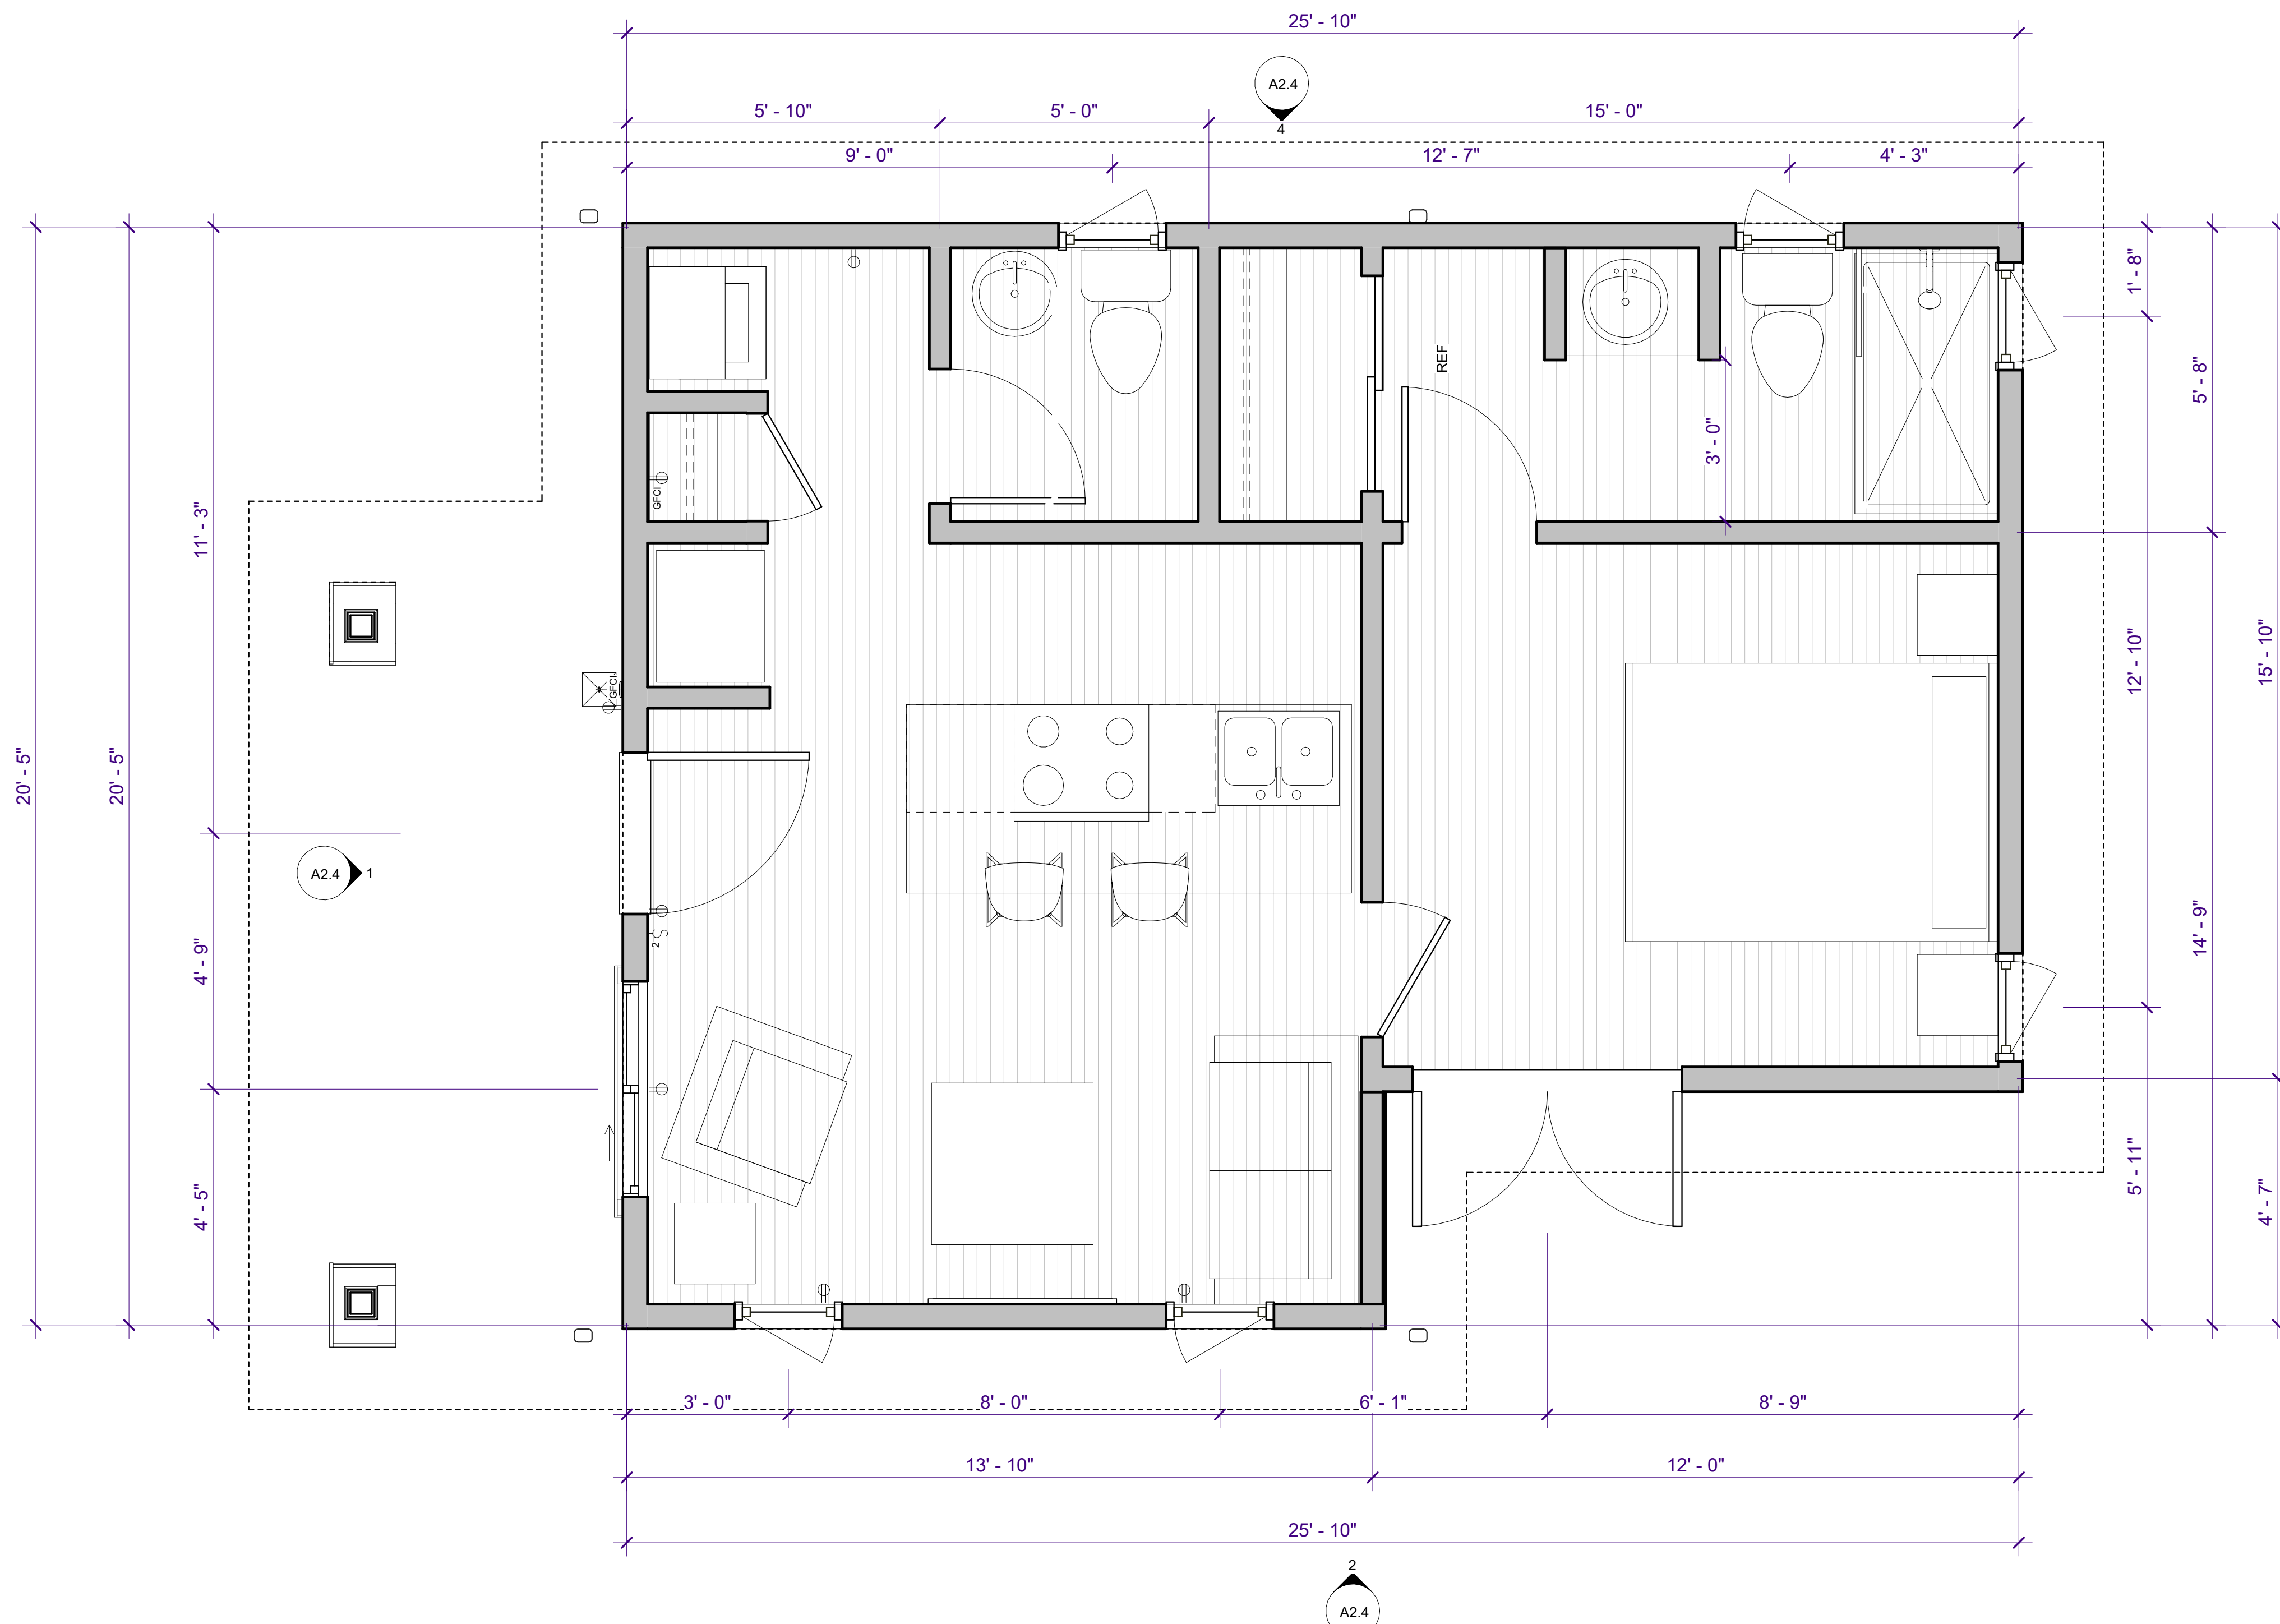 25' - 10"
A2.4
4
5' - 10"
5' - 0"
15' - 0"
9' - 0"
12' - 7"
4' - 3"
1' - 8"
5' - 8"
REF
3' - 0"
GFCI
11' - 3"
15' - 10"
12' - 10"
GFCI
20' - 5"
20' - 5"
A2.4
1
4' - 9"
2
14' - 9"
4' - 5"
5' - 11"
4' - 7"
3' - 0"
8' - 0"
6' - 1"
8' - 9"
13' - 10"
12' - 0"
25' - 10"
2
A2.4